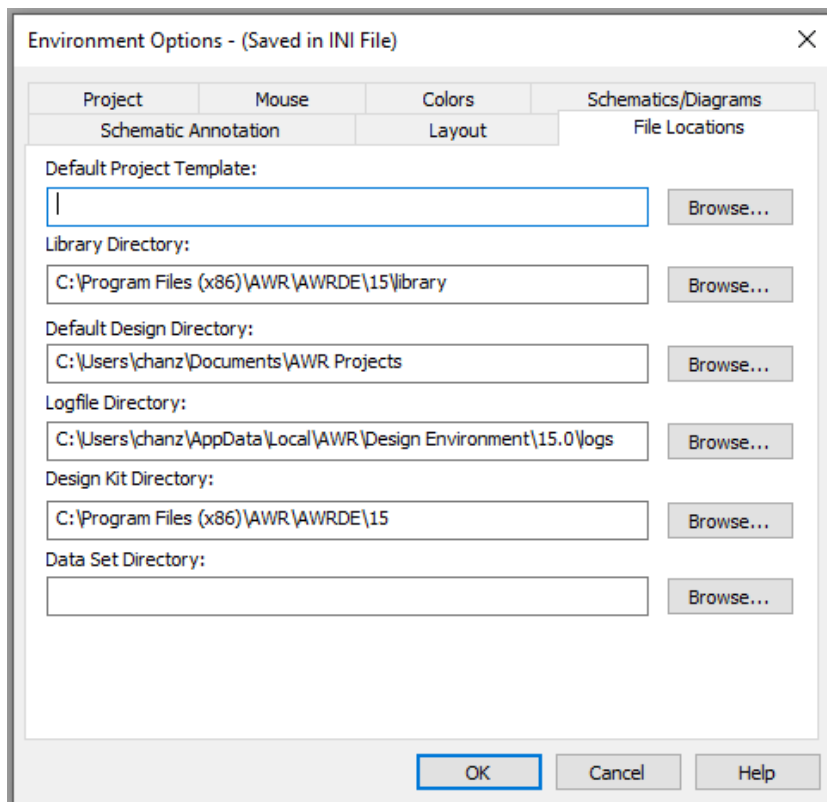 Environment Options - (Saved in INI File)
Project Mouse Colors Schematics/Diagrams
Schematic Annotation Layout File Locations
Default Project Template:
Browse...
Library Directory:
C:\Program Files (x86)\AWR\AWRDE\15\library Browse...
Default Design Directory:
C:\Users\chanz\Documents\AWR Projects Browse...
Logfile Directory:
C:\Users\chanz\AppData\Local\AWR\Design Environment\15.0\logs Browse...
Design Kit Directory:
C:\Program Files (x86)\AWR\AWRDE\15 Browse...
Data Set Directory:
Browse...
OK Cancel Help